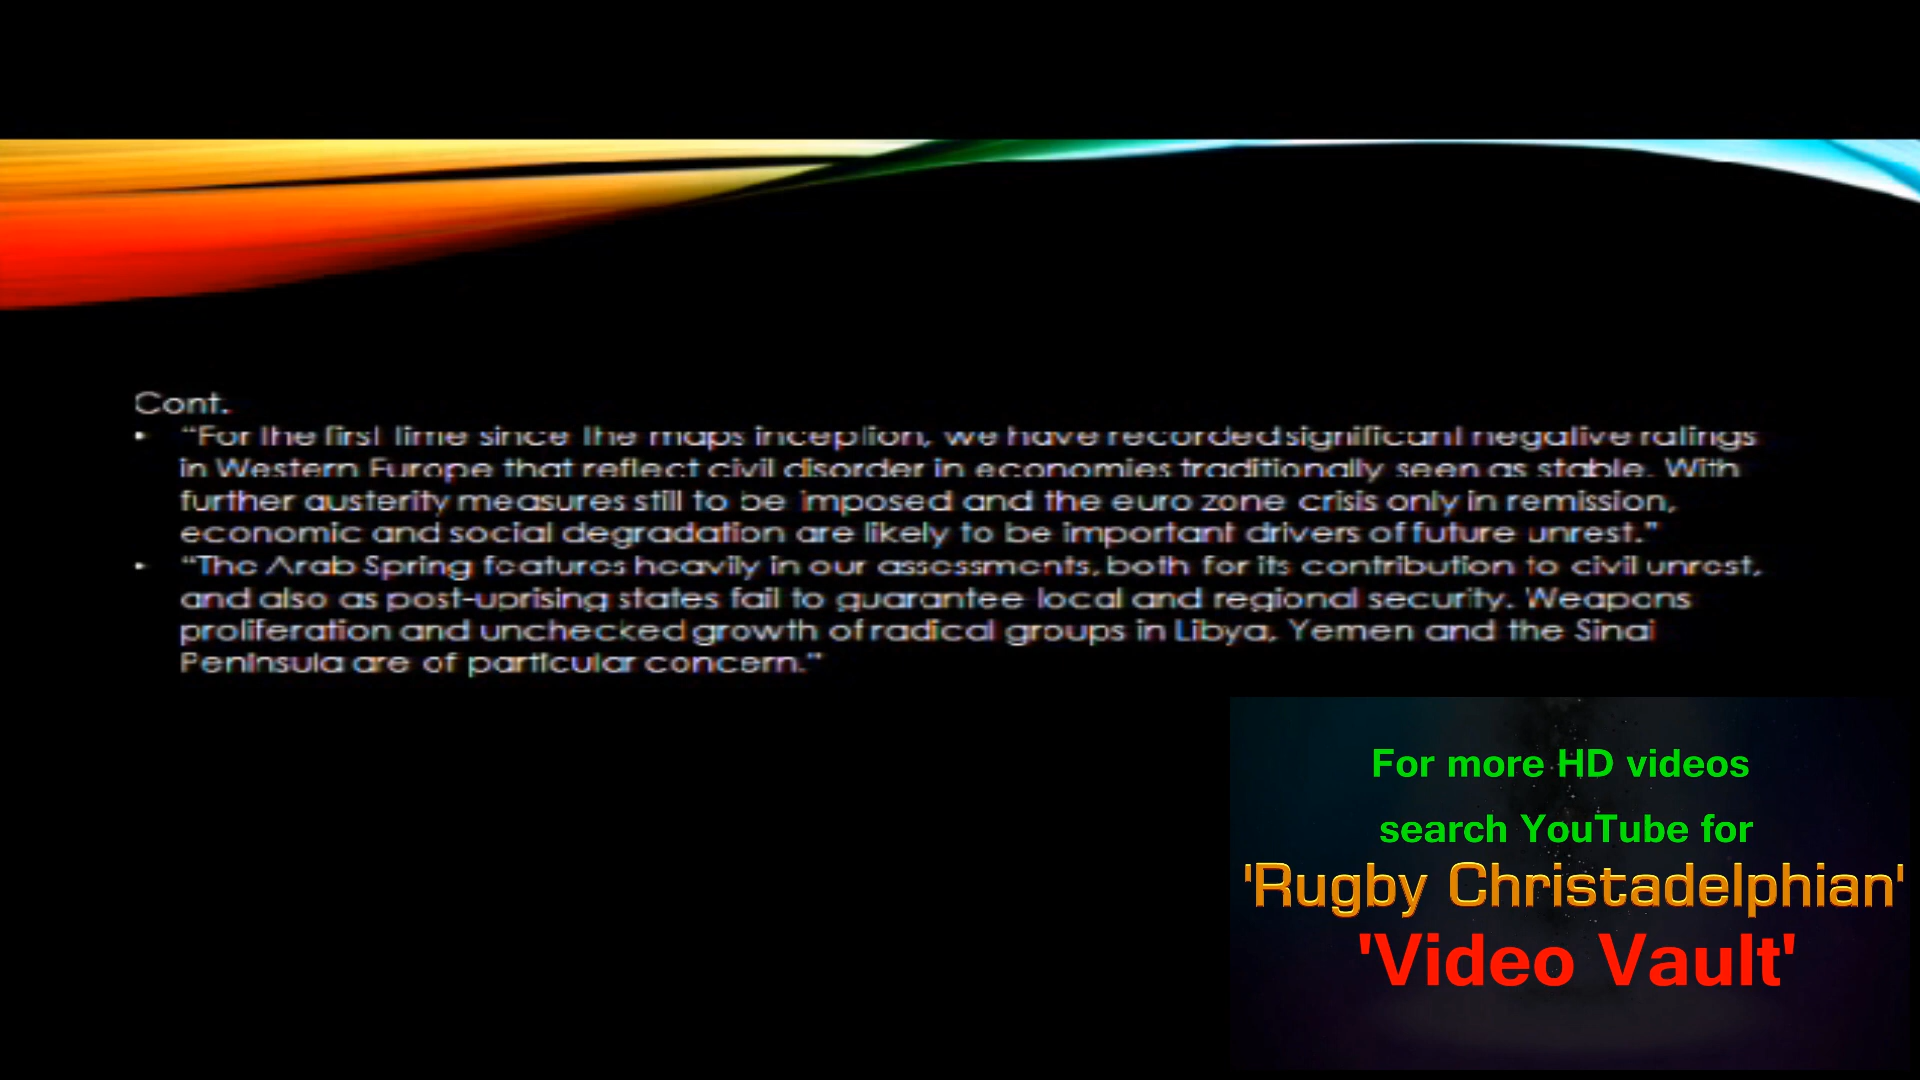 Cont.
• “For the first time since the maps inception, we have recorded significant negative ratings
in Western Europe that reflect civil disorder in economies traditionally seen as stable. With
further austerity measures still to be imposed and the euro zone crisis only in remission,
economic and social degradation are likely to be important drivers of future unrest.”
• “The Arab Spring features heavily in our assessments, both for its contribution to civil unrest,
and also as post-uprising states fail to guarantee local and regional security. Weapons
proliferation and unchecked growth of radical groups in Libya, Yemen and the Sinai
Peninsula are of particular concern.”
For more HD videos
search YouTube for
'Rugby Christadelphian'
'Video Vault'